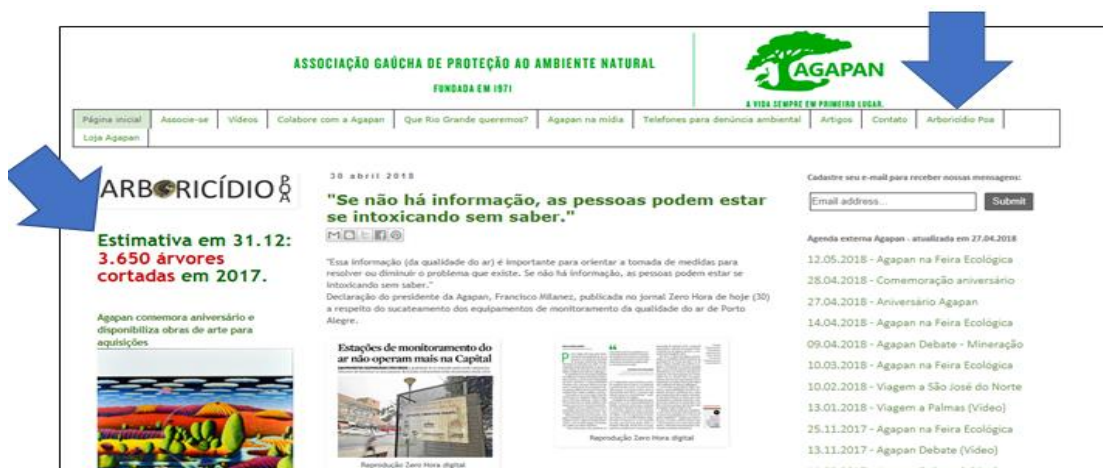 ASSOCIAÇÃO GAÚCHA DE PROTEÇÃO AO AMBIENTE NATURAL
FUNDADA EM 1971
AGAPAN
A VIDA SEMPRE EM PRIMEIRO LUGAR.
Página inicial
Associe-se
Vídeos
Colabore com a Agapan
Que Rio Grande queremos?
Agapan na mídia
Telefones para denúncia ambiental
Artigos
Contato
Arboricídio Poa
Loja Agapan
ARBORICÍDIO POA
Estimativa em 31.12:
3.650 árvores
cortadas em 2017.
Agapan comemora aniversário e
disponibiliza obras de arte para
aquisições
30 abril 2018
"Se não há informação, as pessoas podem estar
se intoxicando sem saber."
"Essa informação (da qualidade do ar) é importante para orientar a tomada de medidas para
resolver ou diminuir o problema que existe. Se não há informação, as pessoas podem estar se
intoxicando sem saber."
Declaração do presidente da Agapan, Francisco Milanez, publicada no jornal Zero Hora de hoje (30)
a respeito do sucateamento dos equipamentos de monitoramento da qualidade do ar de Porto
Alegre.
Estações de monitoramento do
ar não operam mais na Capital
Reprodução Zero Hora digital
Reprodução Zero Hora digital
Cadastre seu e-mail para receber nossas mensagens:
Email address...
Submit
Agenda externa Agapan - atualizada em 27.04.2018
12.05.2018 - Agapan na Feira Ecológica
28.04.2018 - Comemoração aniversário
27.04.2018 - Aniversário Agapan
14.04.2018 - Agapan na Feira Ecológica
09.04.2018 - Agapan Debate - Mineração
10.03.2018 - Agapan na Feira Ecológica
10.02.2018 - Viagem a São José do Norte
13.01.2018 - Viagem a Palmas (Vídeo)
25.11.2017 - Agapan na Feira Ecológica
13.11.2017 - Agapan Debate (Vídeo)